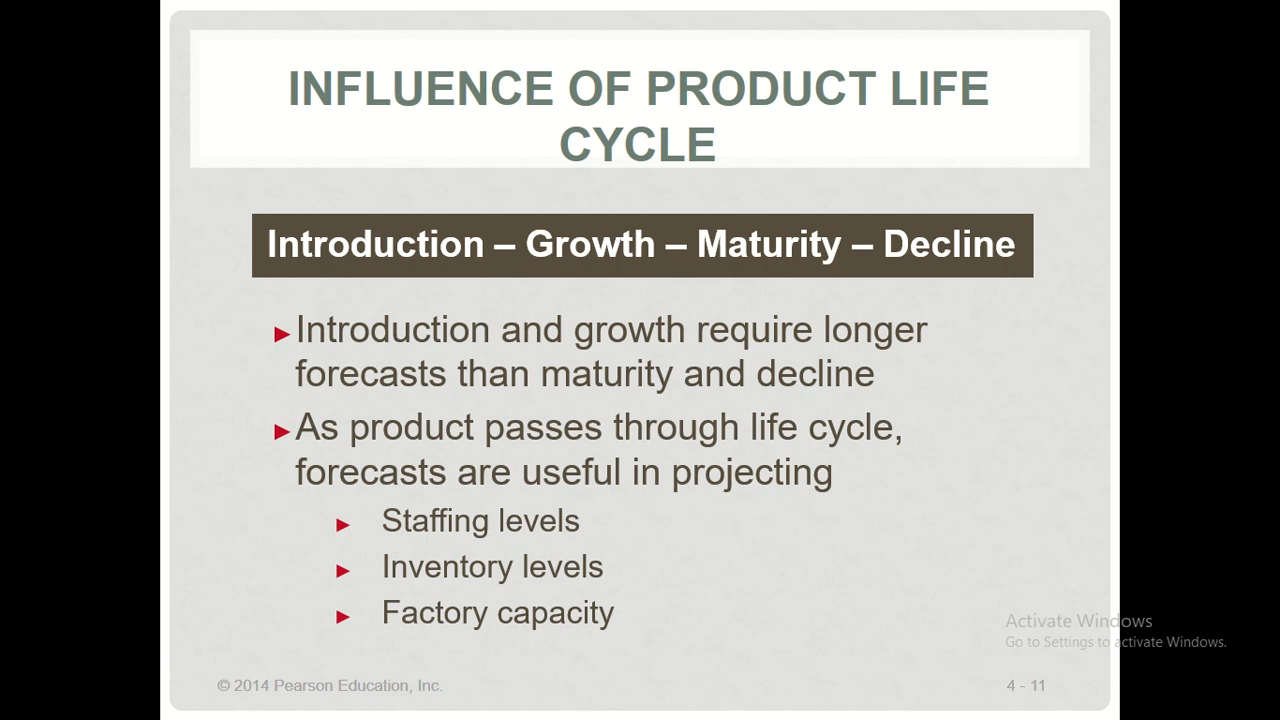 INFLUENCE OF PRODUCT LIFE
CYCLE
Introduction – Growth – Maturity – Decline
►Introduction and growth require longer
forecasts than maturity and decline
►As product passes through life cycle,
forecasts are useful in projecting
► Staffing levels
► Inventory levels
► Factory capacity
Activate Windows
Go to Settings to activate Windows.
© 2014 Pearson Education, Inc.
4 - 11